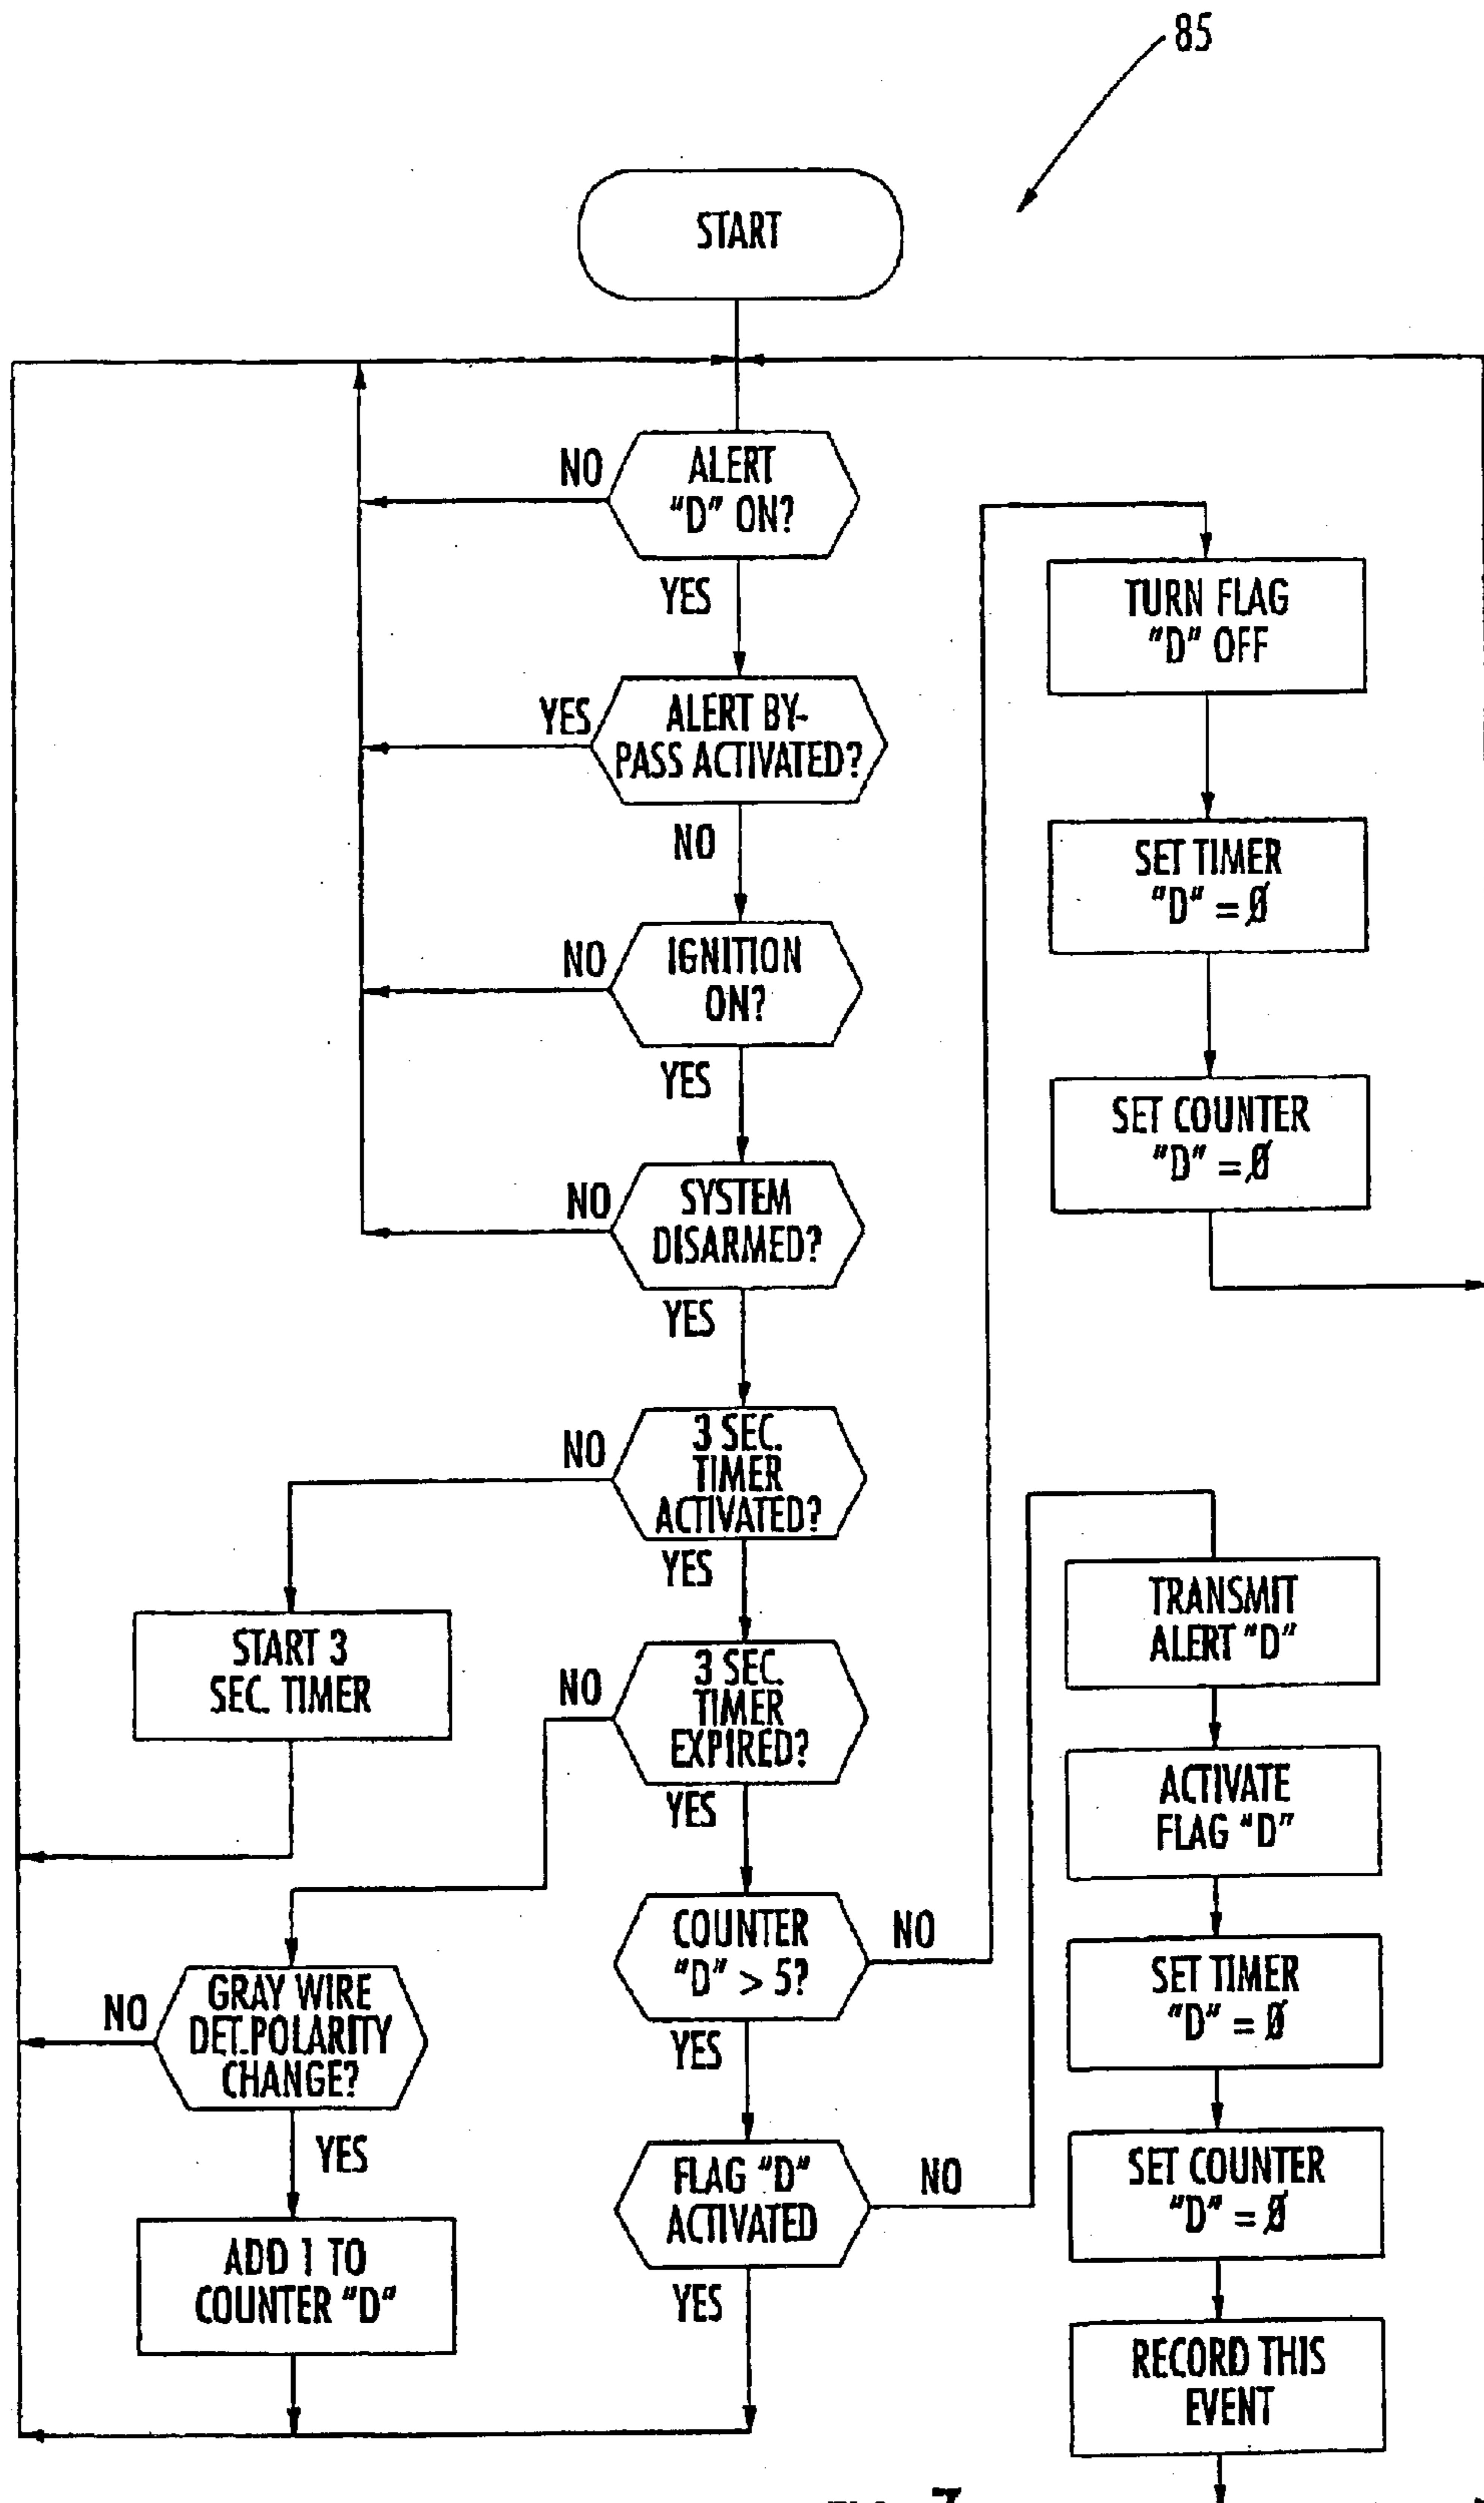 85
START
ALERT
"D" ON?
NO
YES
ALERT BY-
PASS ACTIVATED?
YES
NO
IGNITION
ON?
NO
YES
SYSTEM
DISARMED?
NO
YES
3 SEC.
TIMER
ACTIVATED?
NO
YES
START 3
SEC. TIMER
3 SEC.
TIMER
EXPIRED?
NO
YES
COUNTER
"D" > 5?
NO
YES
GRAY WIRE
DET.POLARITY
CHANGE?
NO
YES
ADD 1 TO
COUNTER "D"
FLAG "D"
ACTIVATED
NO
YES
TURN FLAG
"D" OFF
SET TIMER
"D" = Ø
SET COUNTER
"D" = Ø
TRANSMIT
ALERT "D"
ACTIVATE
FLAG "D"
SET TIMER
"D" = Ø
SET COUNTER
"D" = Ø
RECORD THIS
EVENT